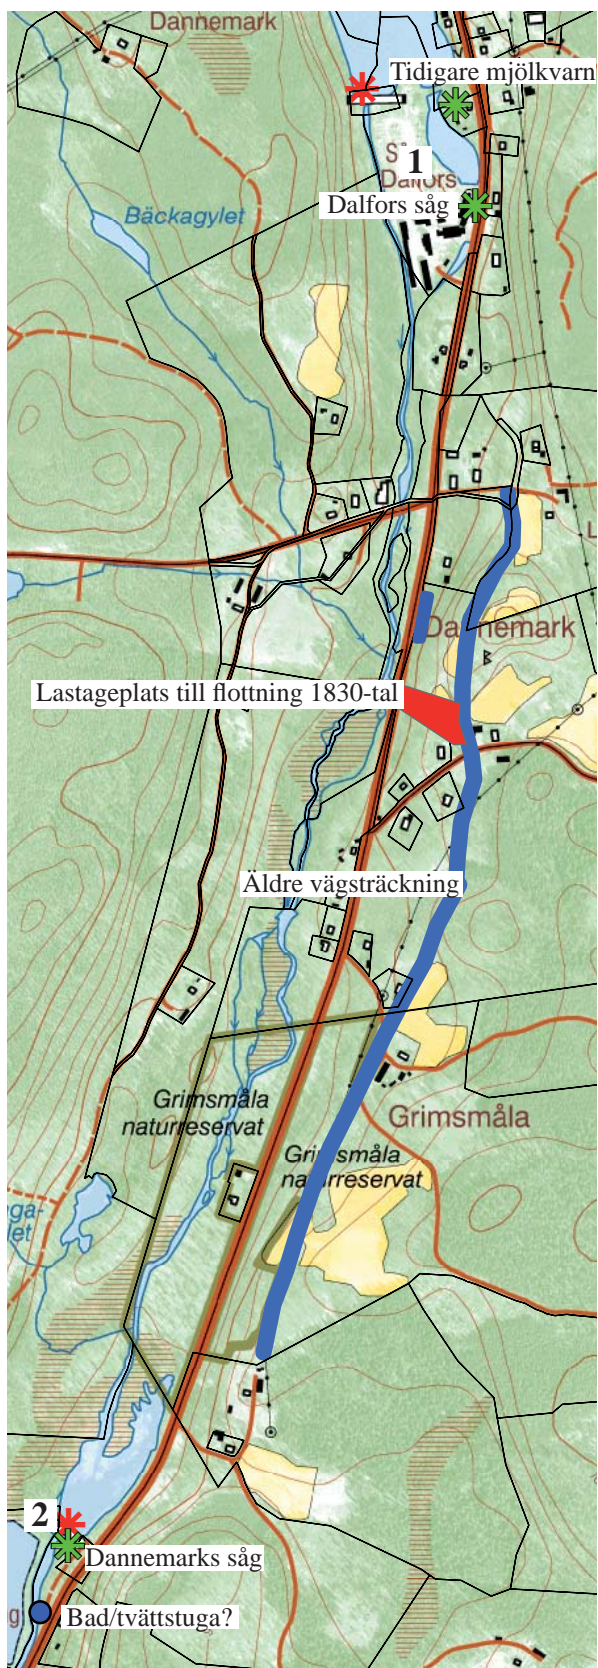 Dannemark
Tidigare mjölkvarn
1
Dalfors
Dalfors såg
Bäckagylet
Dannemark
Lastageplats till flottning 1830-tal
Äldre vägsträckning
Grimsmåla
naturreservat
Grimsmåla
Grimsmåla
naturreservat
2
Dannemarks såg
Bad/tvättstuga?